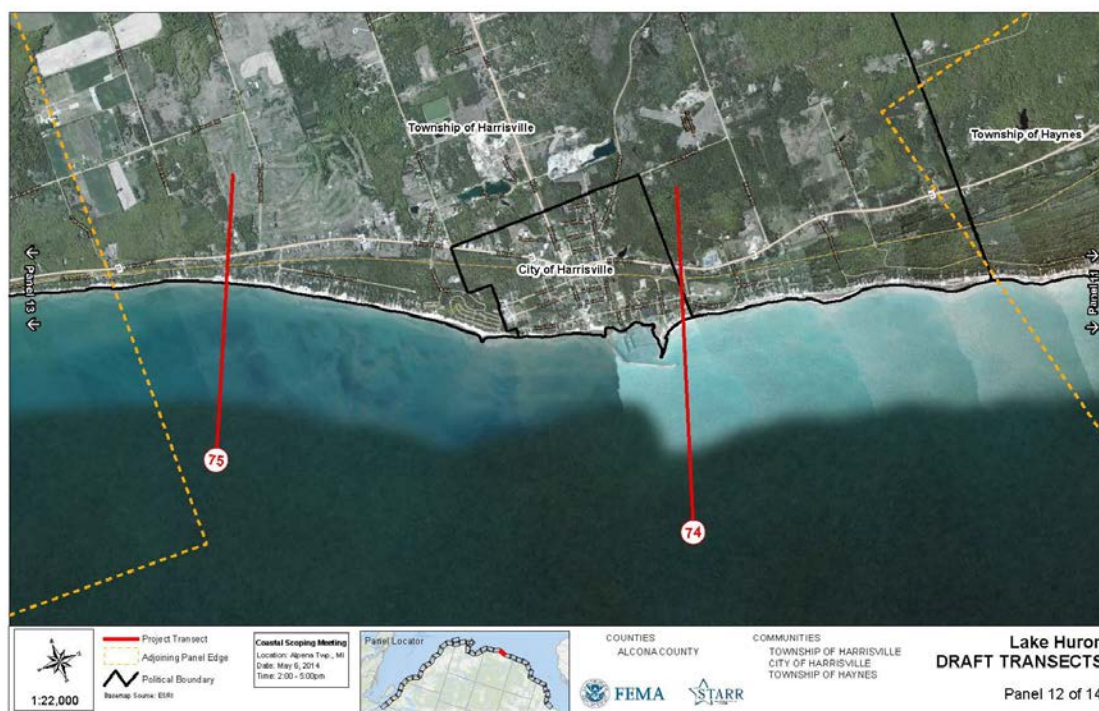 Township of Harrisville
Township of Haynes
City of Harrisville
Panel 13
Panel 11
75
74
1:22,000
Project Transect
Adjoining Panel Edge
Political Boundary
Basemap Source: ESRI
Coastal Scoping Meeting
Location: Alpena Twp., MI
Date: May 6, 2014
Time: 2:00 - 5:00pm
Panel Locator
COUNTIES
ALCONA COUNTY
FEMA
STARR
COMMUNITIES
TOWNSHIP OF HARRISVILLE
CITY OF HARRISVILLE
TOWNSHIP OF HAYNES
Lake Huron
DRAFT TRANSECTS
Panel 12 of 14